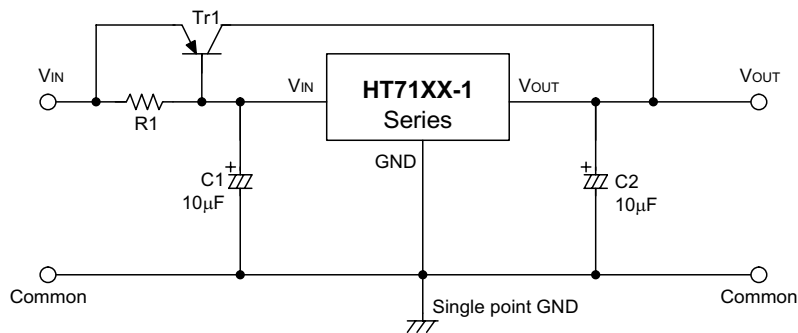 Tr1
VIN
R1
VIN
HT71XX-1
Series
VOUT
VOUT
GND
C1
10μF
C2
10μF
Common
Common
Single point GND